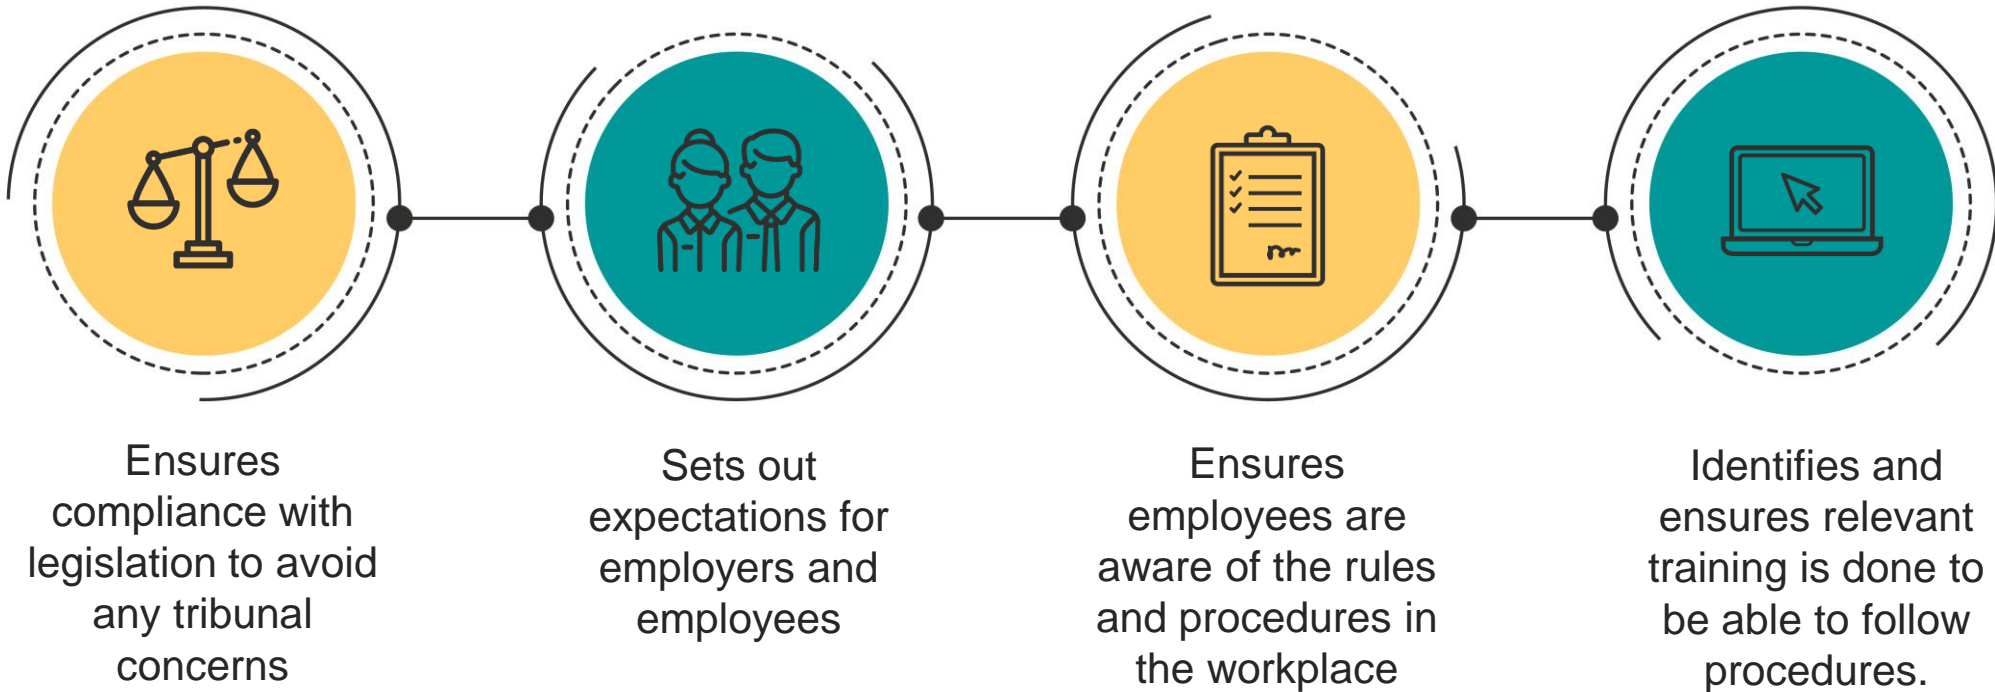 Ensures
compliance with
legislation to avoid
any tribunal
concerns
Sets out
expectations for
employers and
employees
Ensures
employees are
aware of the rules
and procedures in
the workplace
Identifies and
ensures relevant
training is done to
be able to follow
procedures.